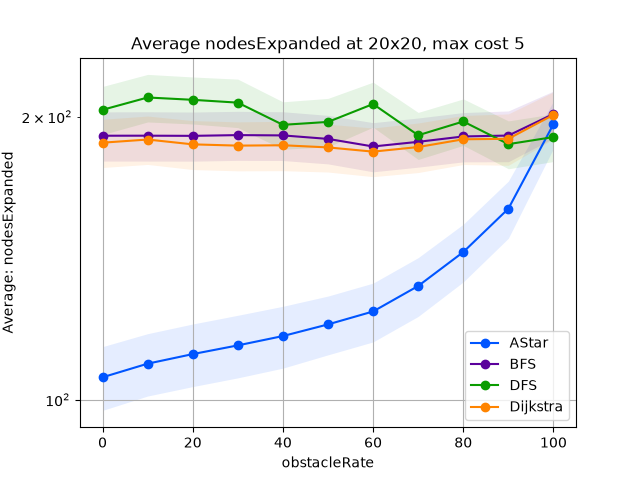 Average nodesExpanded at 20x20, max cost 5
Average: nodesExpanded
2 × 10²
10²
0 20 40 60 80 100
obstacleRate
AStar
BFS
DFS
Dijkstra